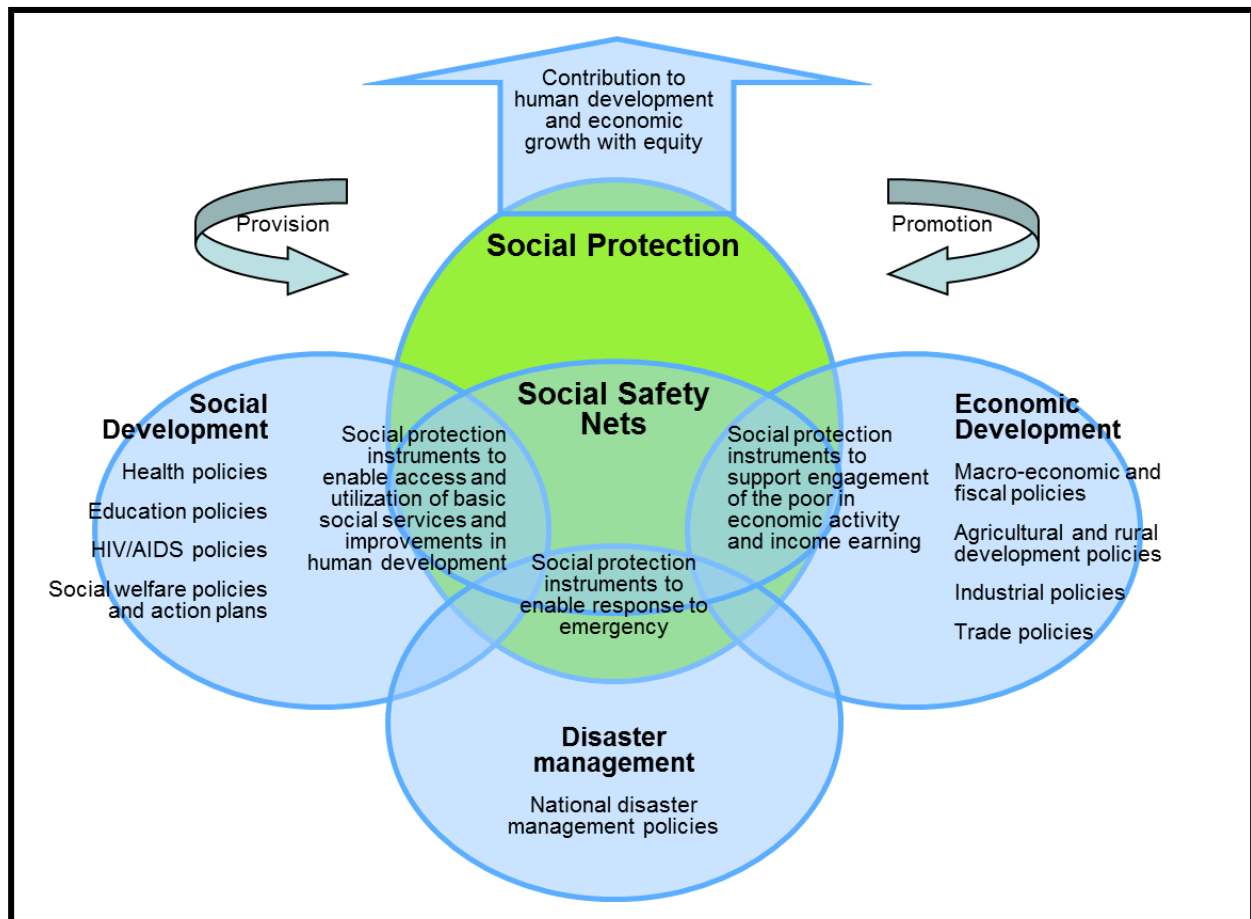 Contribution to
human development
and economic
growth with equity
Provision
Promotion
Social Protection
Social Safety
Nets
Social
Development
Health policies
Education policies
HIV/AIDS policies
Social welfare policies
and action plans
Social protection
instruments to
enable access and
utilization of basic
social services and
improvements in
human development
Social protection
instruments to
support engagement
of the poor in
economic activity
and income earning
Economic
Development
Macro-economic and
fiscal policies
Agricultural and rural
development policies
Industrial policies
Trade policies
Social protection
instruments to
enable response to
emergency
Disaster
management
National disaster
management policies